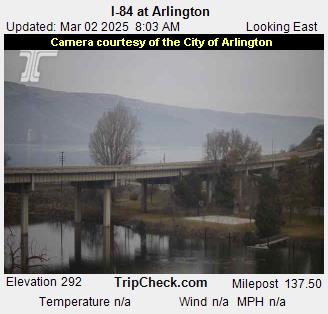 I-84 at Arlington
Updated: Mar 02 2025 8:03 AM Looking East
Camera courtesy of the City of Arlington
Elevation 292 TripCheck.com Milepost 137.50
Temperature n/a Wind n/a MPH n/a